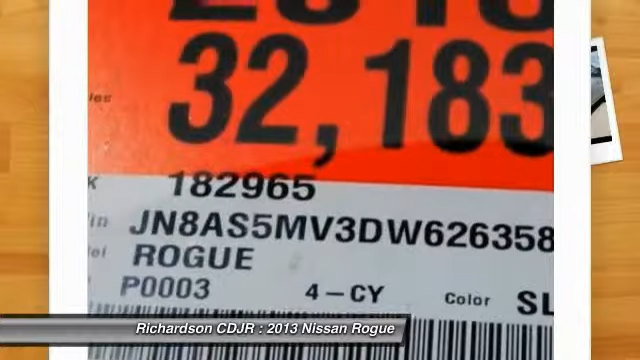 32,183
182965
JN8AS5MV3DW626358
ROGUE
P0003 4-CY Color SL
Richardson CDJR : 2013 Nissan Rogue